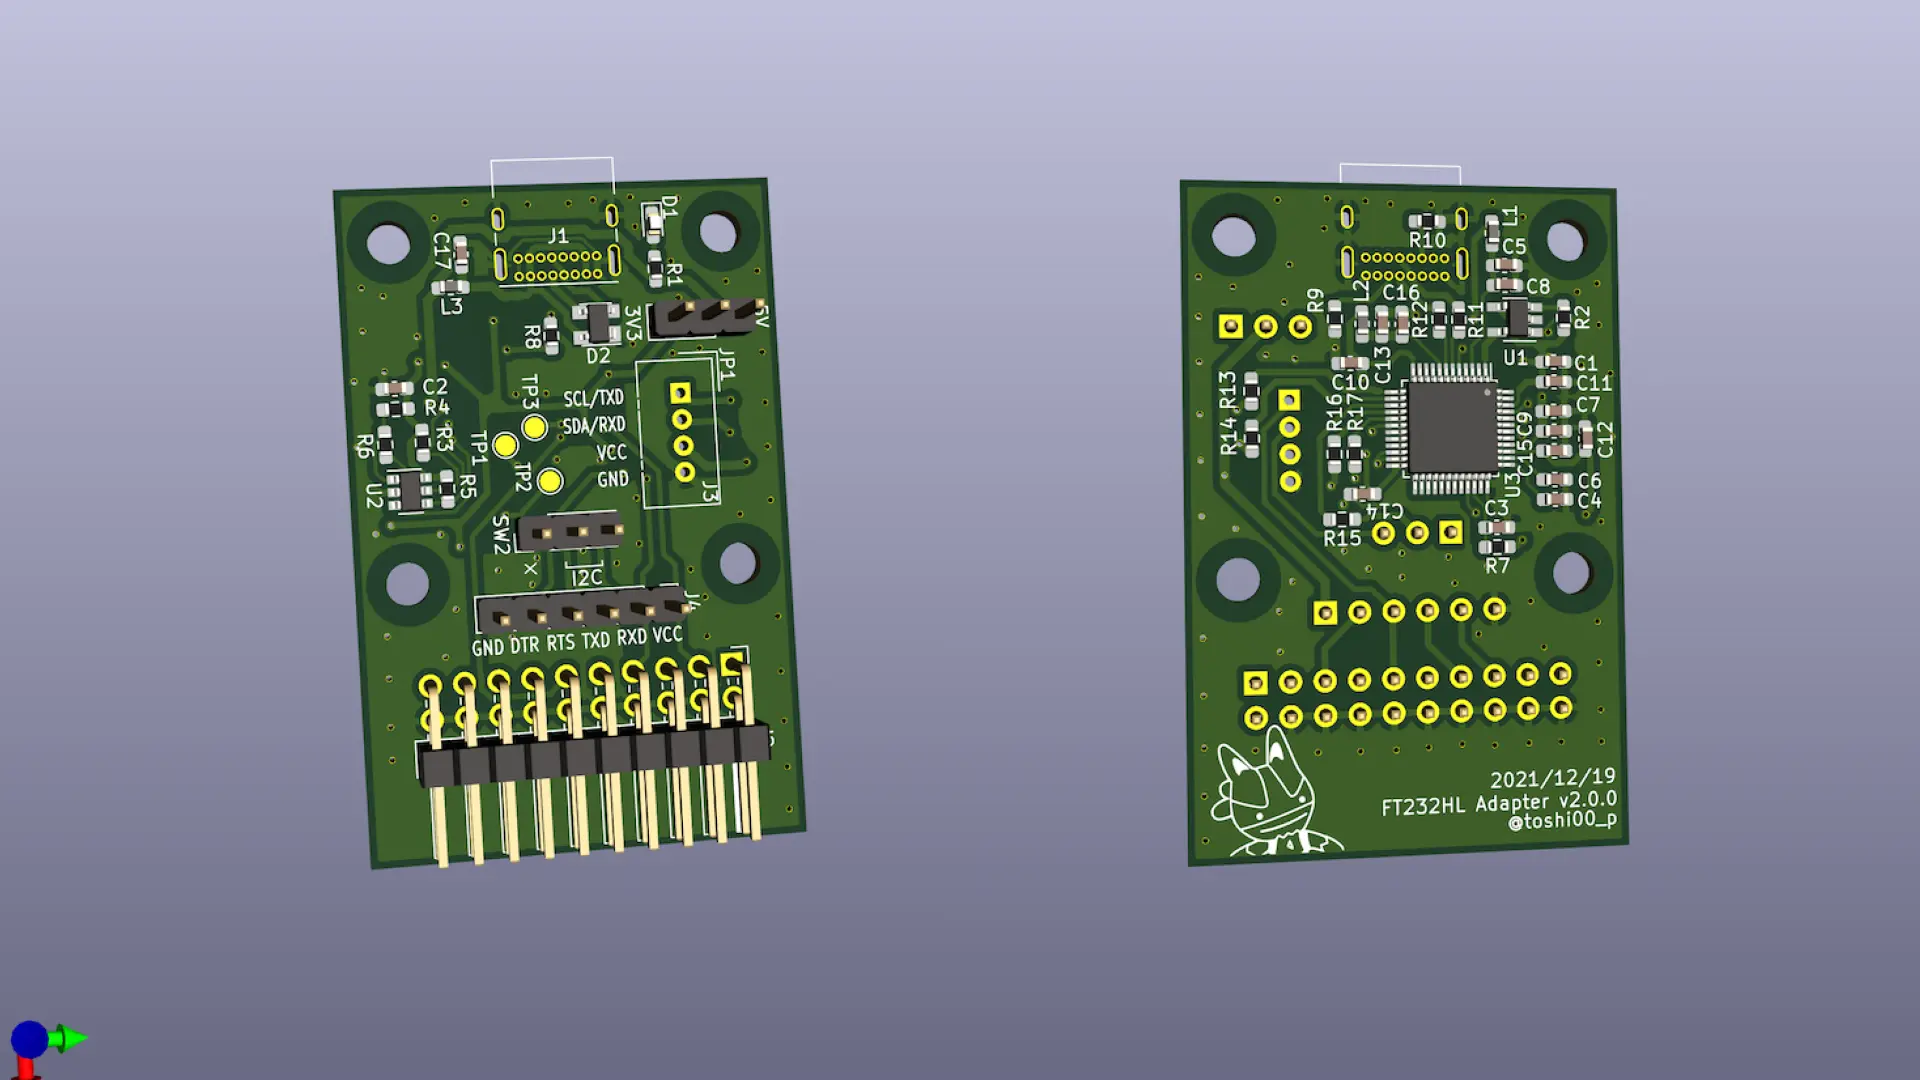 D1
J1
C17
R1
L3
3V3
5V
R8
D2
JP1
TP3
C2
SCL/TXD
R4
SDA/RXD
R6
R3
TP1
VCC
TP2
GND
U2
R5
J3
SW2
X
I2C
J4
GND DTR RTS TXD RXD VCC
L1
R10
C5
L2
C16
C8
R9
R12
R11
R2
U1
C13
C1
C10
R13
C11
R16
R17
C7
R14
C9
C15
C12
U3
C6
C4
C14
C3
R15
R7
2021/12/19
FT232HL Adapter v2.0.0
@toshi00_p